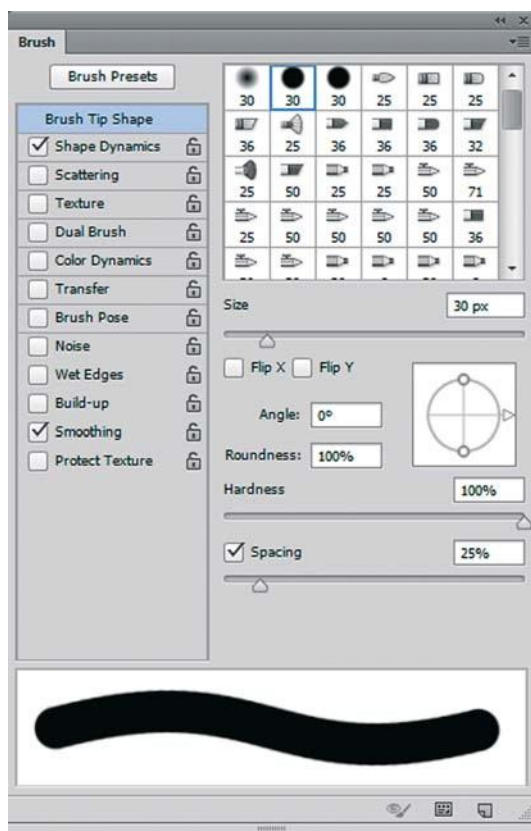 Brush
Brush Presets
Brush Tip Shape
Shape Dynamics
Scattering
Texture
Dual Brush
Color Dynamics
Transfer
Brush Pose
Noise
Wet Edges
Build-up
Smoothing
Protect Texture
30 30 30 25 25 25
36 25 36 36 36 32
25 50 25 25 50 71
25 50 50 50 50 36
Size 30 px
Flip X Flip Y
Angle: 0º
Roundness: 100%
Hardness 100%
Spacing 25%